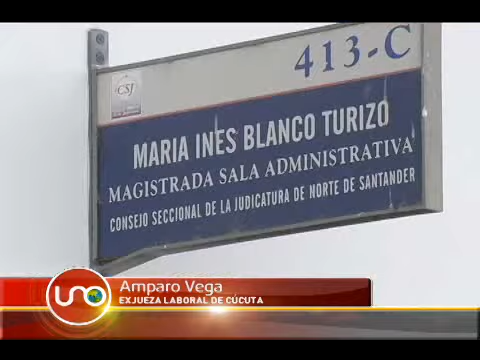 413-C
CSJ
MARIA INES BLANCO TURIZO
MAGISTRADA SALA ADMINISTRATIVA
CONSEJO SECCIONAL DE LA JUDICATURA DE NORTE DE SANTANDER
UNO
Amparo Vega
EXJUEZA LABORAL DE CÚCUTA